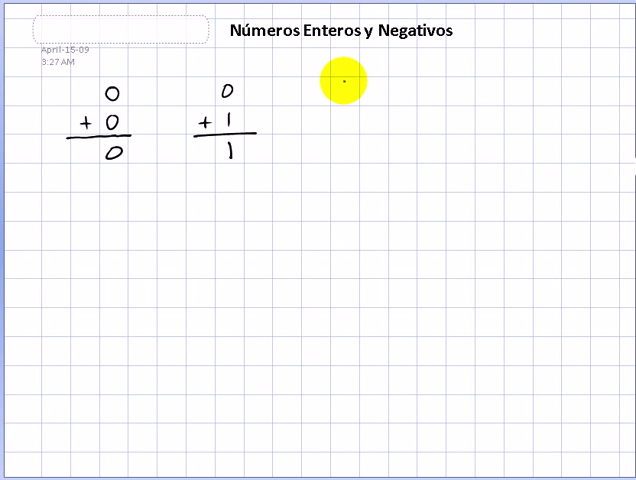 Números Enteros y Negativos
April-15-09
3:27 AM
0 0
+ 0 + 1
0 1